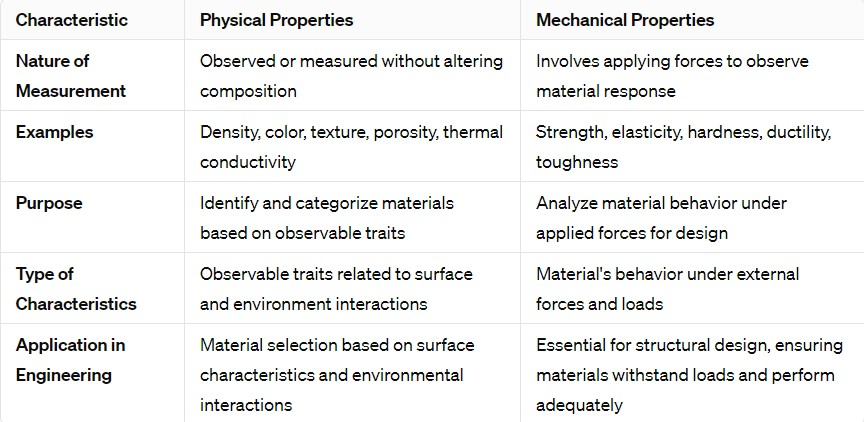 Characteristic Physical Properties Mechanical Properties
Nature of Observed or measured without altering Involves applying forces to observe
Measurement composition material response
Examples Density, color, texture, porosity, thermal Strength, elasticity, hardness, ductility,
conductivity toughness
Purpose Identify and categorize materials Analyze material behavior under
based on observable traits applied forces for design
Type of Observable traits related to surface Material's behavior under external
Characteristics and environment interactions forces and loads
Application in Material selection based on surface Essential for structural design, ensuring
Engineering characteristics and environmental materials withstand loads and perform
interactions adequately